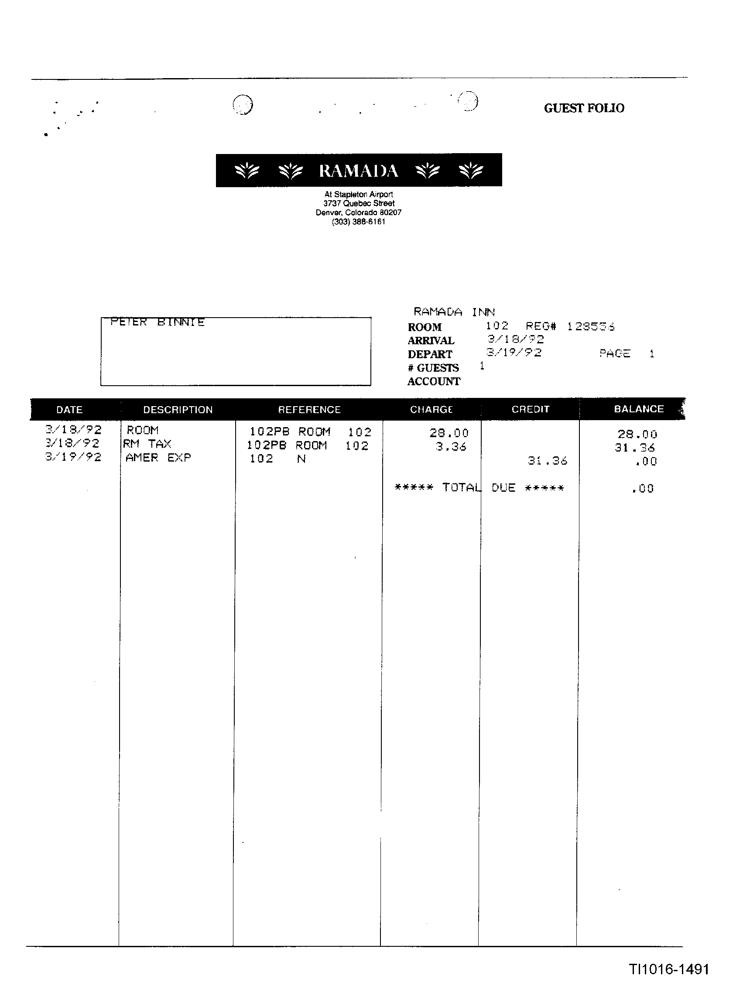 GUEST FOLIO
RAMADA
At Stapleton Airport
3737 Quebec Street
Denver, Colorado 80207
(303) 388-6161
RAMADA INN
PETER BINNIE
ROOM 102 REG# 128556
ARRIVAL 3/18/92
DEPART 3/19/92 PAGE 1
# GUESTS 1
ACCOUNT
DATE DESCRIPTION REFERENCE CHARGE CREDIT BALANCE
3/18/92 ROOM 102PB ROOM 102 28.00 28.00
3/18/92 RM TAX 102PB ROOM 102 3.36 31.36
3/19/92 AMER EXP 102 N 31.36 .00
***** TOTAL DUE ***** .00
TI1016-1491